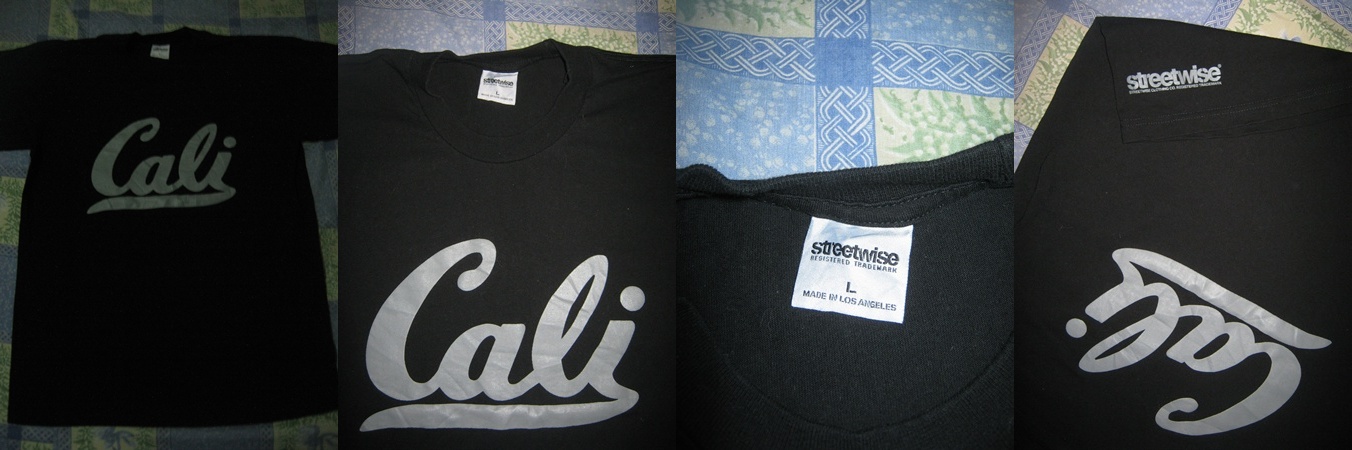 Cali
streetwise
L
Cali
streetwise
REGISTERED TRADEMARK
L
MADE IN LOS ANGELES
streetwise®
STREETWISE CLOTHING CO. REGISTERED TRADEMARK
Cali